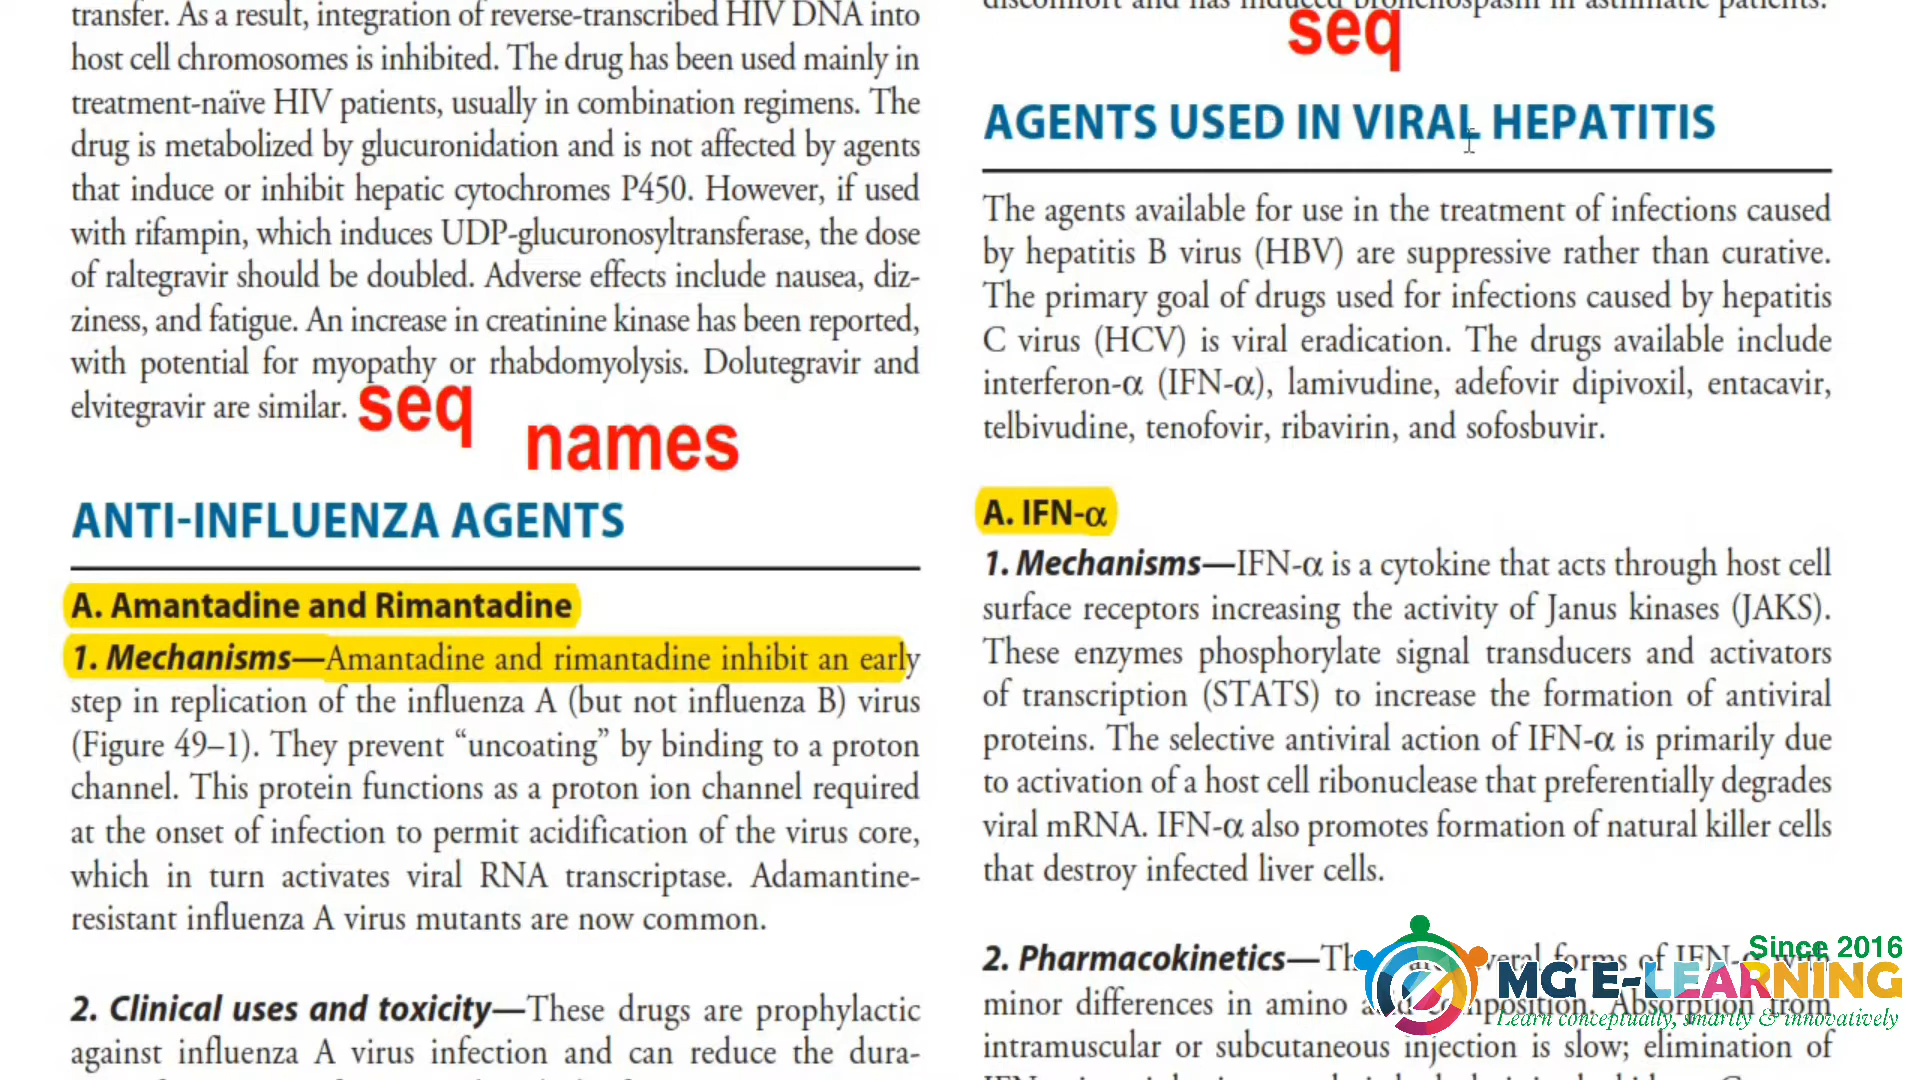 transfer. As a result, integration of reverse-transcribed HIV DNA into
host cell chromosomes is inhibited. The drug has been used mainly in
treatment-naïve HIV patients, usually in combination regimens. The
drug is metabolized by glucuronidation and is not affected by agents
that induce or inhibit hepatic cytochromes P450. However, if used
with rifampin, which induces UDP-glucuronosyltransferase, the dose
of raltegravir should be doubled. Adverse effects include nausea, diz-
ziness, and fatigue. An increase in creatinine kinase has been reported,
with potential for myopathy or rhabdomyolysis. Dolutegravir and
elvitegravir are similar.
seq
names
ANTI-INFLUENZA AGENTS
A. Amantadine and Rimantadine
1. Mechanisms—Amantadine and rimantadine inhibit an early
step in replication of the influenza A (but not influenza B) virus
(Figure 49–1). They prevent “uncoating” by binding to a proton
channel. This protein functions as a proton ion channel required
at the onset of infection to permit acidification of the virus core,
which in turn activates viral RNA transcriptase. Adamantine-
resistant influenza A virus mutants are now common.
2. Clinical uses and toxicity—These drugs are prophylactic
against influenza A virus infection and can reduce the dura-
discomfort and has induced bronchospasm in asthmatic patients.
seq
AGENTS USED IN VIRAL HEPATITIS
The agents available for use in the treatment of infections caused
by hepatitis B virus (HBV) are suppressive rather than curative.
The primary goal of drugs used for infections caused by hepatitis
C virus (HCV) is viral eradication. The drugs available include
interferon-α (IFN-α), lamivudine, adefovir dipivoxil, entacavir,
telbivudine, tenofovir, ribavirin, and sofosbuvir.
A. IFN-α
1. Mechanisms—IFN-α is a cytokine that acts through host cell
surface receptors increasing the activity of Janus kinases (JAKS).
These enzymes phosphorylate signal transducers and activators
of transcription (STATS) to increase the formation of antiviral
proteins. The selective antiviral action of IFN-α is primarily due
to activation of a host cell ribonuclease that preferentially degrades
viral mRNA. IFN-α also promotes formation of natural killer cells
that destroy infected liver cells.
2. Pharmacokinetics— forms of IFN-α with
minor differences in amino acid composition. Absorption from
intramuscular or subcutaneous injection is slow; elimination of
Since 2016
MG E-LEARNING
Learn conceptually, smartly & innovatively